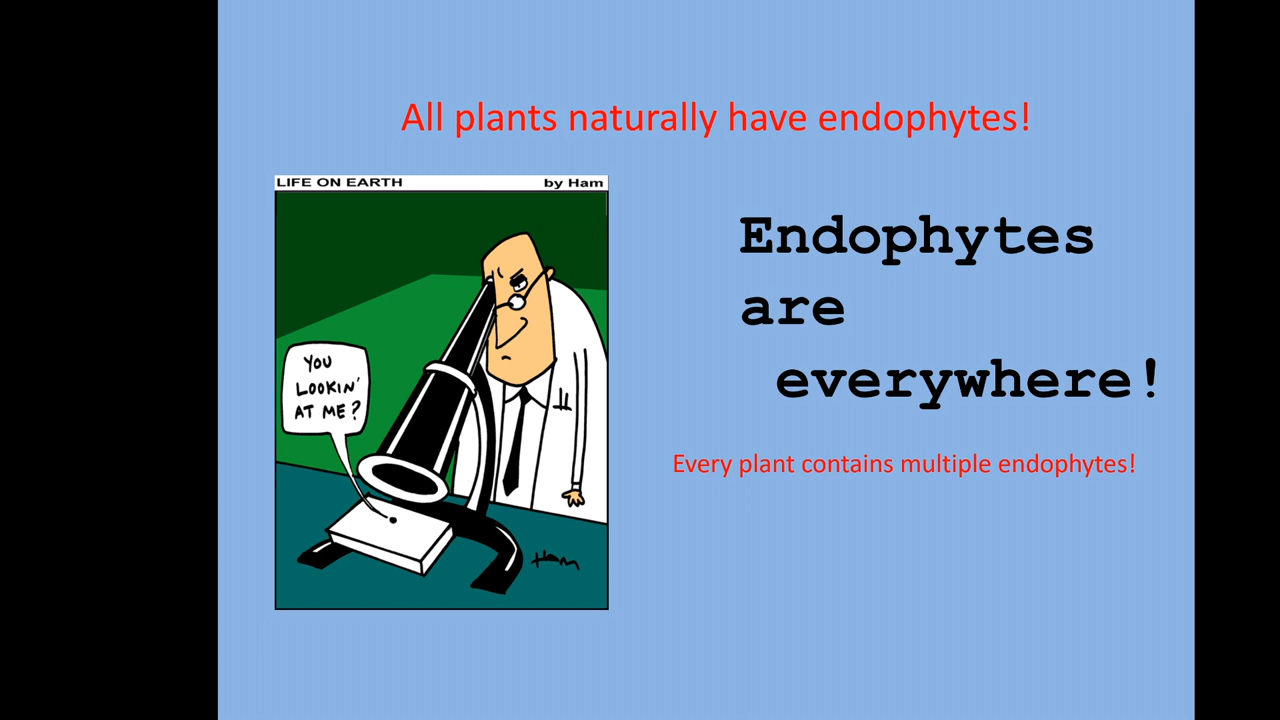 All plants naturally have endophytes!
LIFE ON EARTH by Ham
YOU
LOOKIN'
AT ME?
Ham
Endophytes
are
everywhere!
Every plant contains multiple endophytes!